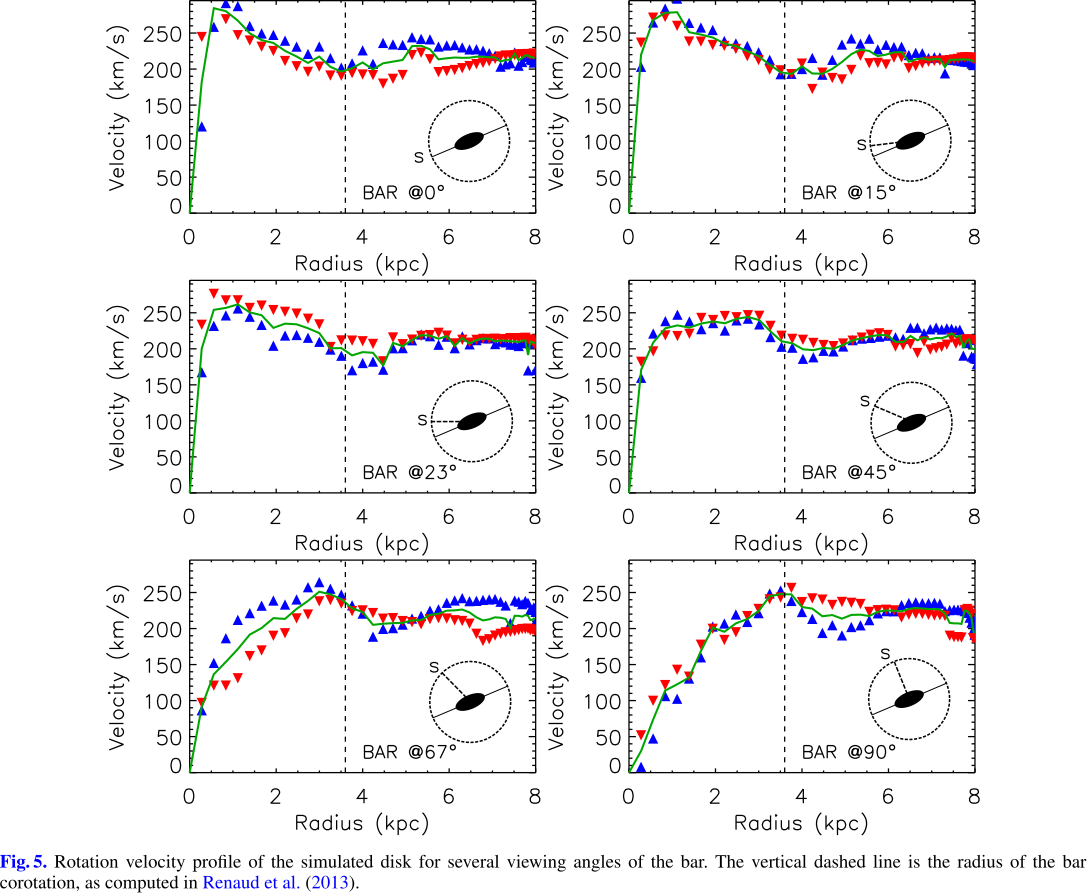 250
200
150
100
50
0
Velocity (km/s)
S
BAR @0°
0 2 4 6 8
Radius (kpc)
250
200
150
100
50
0
Velocity (km/s)
S
BAR @15°
0 2 4 6 8
Radius (kpc)
250
200
150
100
50
0
Velocity (km/s)
S
BAR @23°
0 2 4 6 8
Radius (kpc)
250
200
150
100
50
0
Velocity (km/s)
S
BAR @45°
0 2 4 6 8
Radius (kpc)
250
200
150
100
50
0
Velocity (km/s)
S
BAR @67°
0 2 4 6 8
Radius (kpc)
250
200
150
100
50
0
Velocity (km/s)
S
BAR @90°
0 2 4 6 8
Radius (kpc)
Fig. 5. Rotation velocity profile of the simulated disk for several viewing angles of the bar. The vertical dashed line is the radius of the bar
corotation, as computed in Renaud et al. (2013).